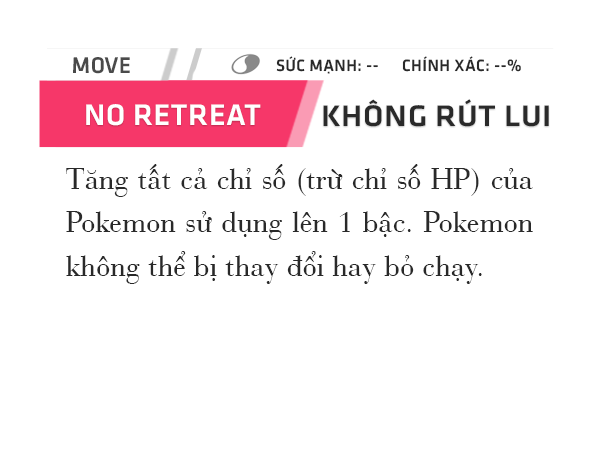 MOVE SỨC MẠNH: -- CHÍNH XÁC: --%
NO RETREAT KHÔNG RÚT LUI
Tăng tất cả chỉ số (trừ chỉ số HP) của
Pokemon sử dụng lên 1 bậc. Pokemon
không thể bị thay đổi hay bỏ chạy.